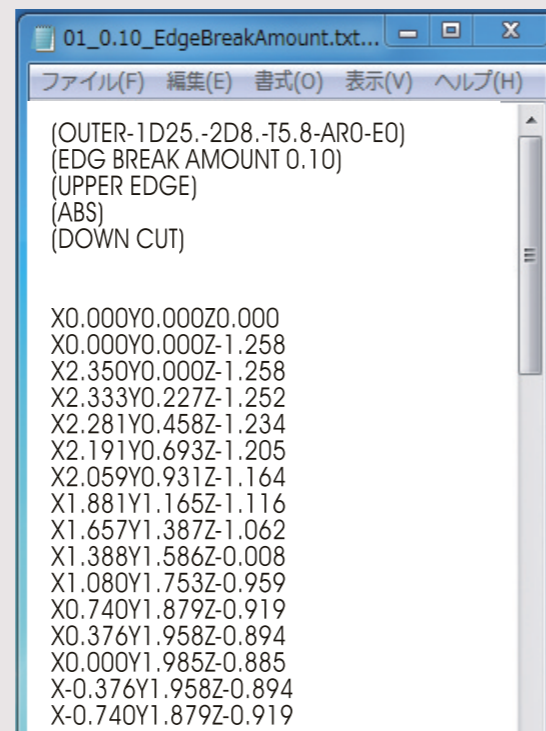 01_0.10_EdgeBreakAmount.txt...
ファイル(F) 編集(E) 書式(O) 表示(V) ヘルプ(H)
(OUTER-1D25.-2D8.-T5.8-AR0-E0)
(EDG BREAK AMOUNT 0.10)
(UPPER EDGE)
(ABS)
(DOWN CUT)
X0.000Y0.000Z0.000
X0.000Y0.000Z-1.258
X2.350Y0.000Z-1.258
X2.333Y0.227Z-1.252
X2.281Y0.458Z-1.234
X2.191Y0.693Z-1.205
X2.059Y0.931Z-1.164
X1.881Y1.165Z-1.116
X1.657Y1.387Z-1.062
X1.388Y1.586Z-0.008
X1.080Y1.753Z-0.959
X0.740Y1.879Z-0.919
X0.376Y1.958Z-0.894
X0.000Y1.985Z-0.885
X-0.376Y1.958Z-0.894
X-0.740Y1.879Z-0.919